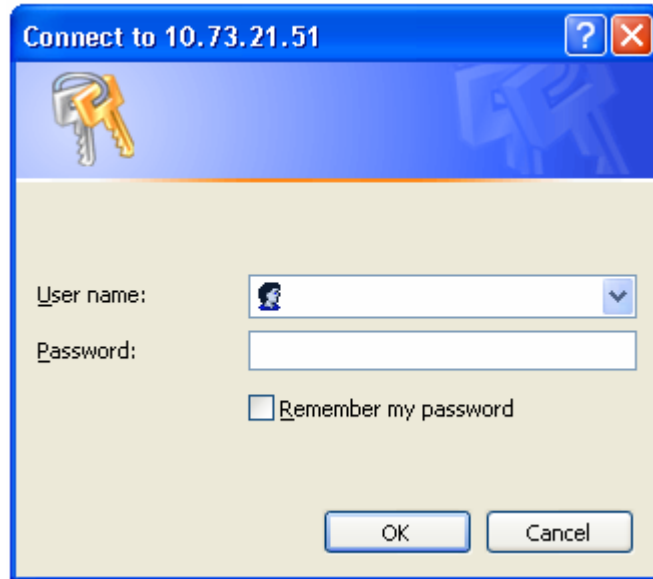 Connect to 10.73.21.51
User name:
Password:
Remember my password
OK
Cancel